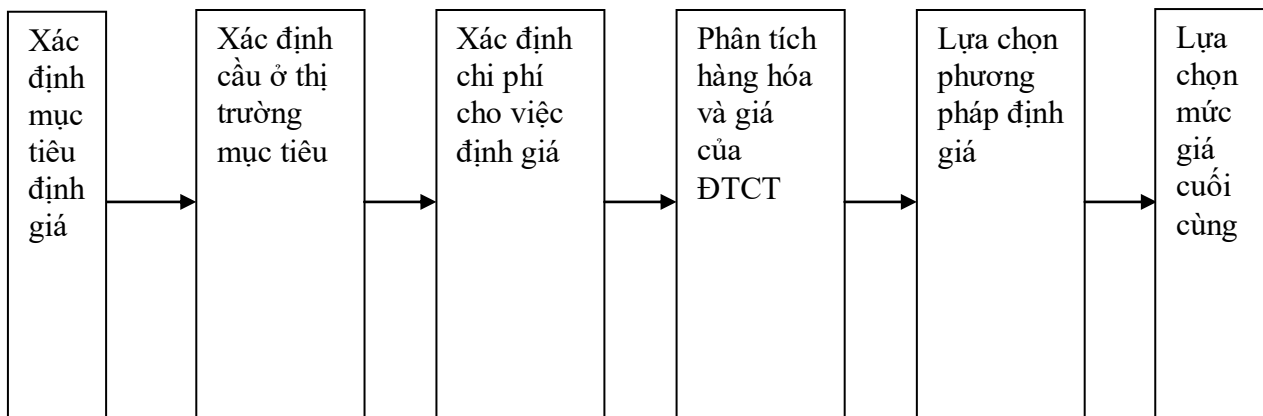 Xác
định
mục
tiêu
định
giá
Xác định
cầu ở thị
trường
mục tiêu
Xác định
chi phí
cho việc
định giá
Phân tích
hàng hóa
và giá
của
ĐTCT
Lựa chọn
phương
pháp định
giá
Lựa
chọn
mức
giá
cuối
cùng